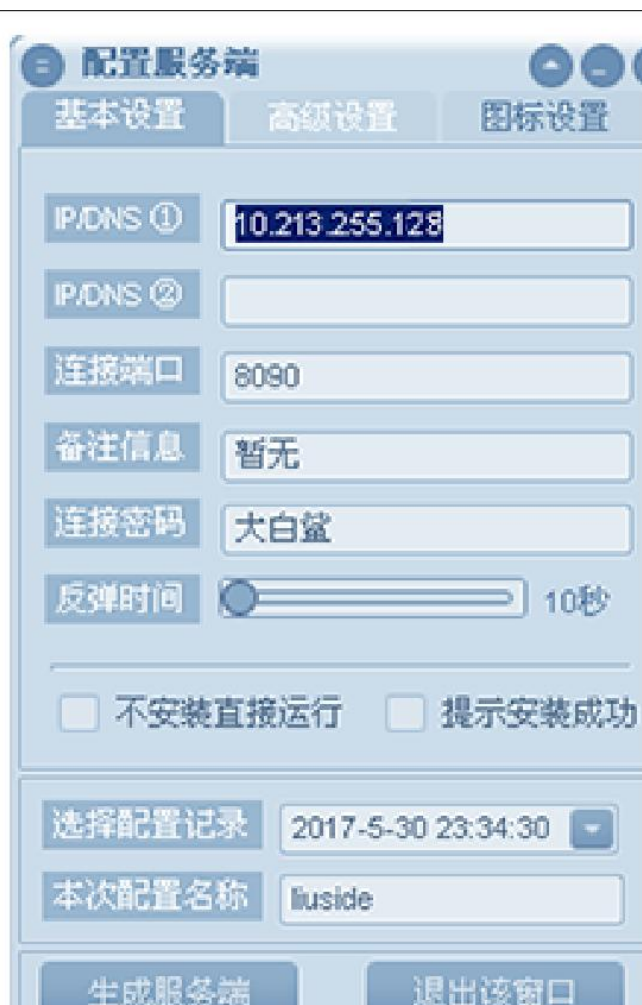 配置服务端
基本设置 高级设置 图标设置
IP/DNS ① 10.213.255.128
IP/DNS ②
连接端口 8090
备注信息 暂无
连接密码 大白鲨
反弹时间 10秒
不安装直接运行 提示安装成功
选择配置记录 2017-5-30 23:34:30
本次配置名称 liuside
生成服务端 退出该窗口